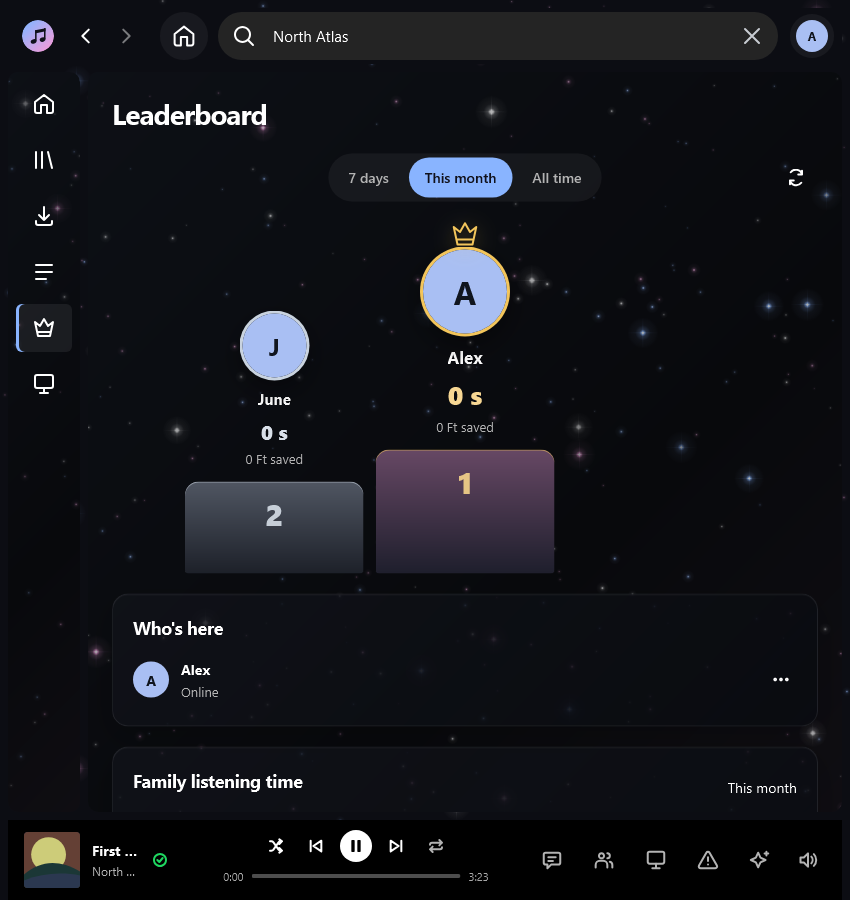 North Atlas
A
Leaderboard
7 days
This month
All time
A
Alex
0 s
0 Ft saved
1
J
June
0 s
0 Ft saved
2
Who's here
A
Alex
Online
Family listening time
This month
First ...
North ...
0:00
3:23